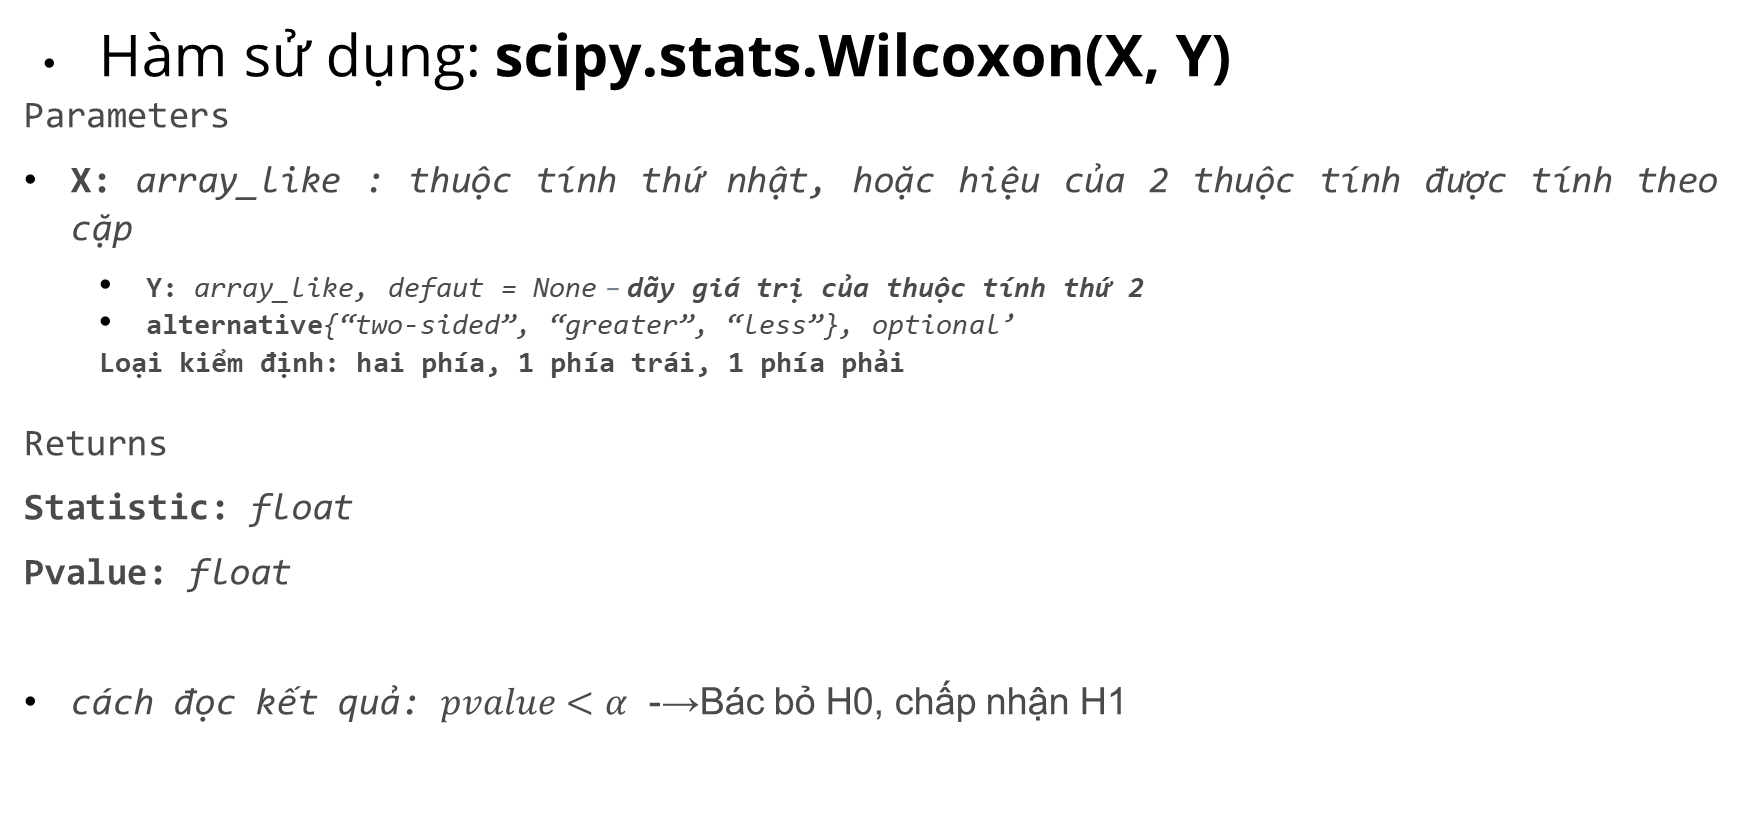 • Hàm sử dụng: scipy.stats.Wilcoxon(X, Y)
Parameters
• X: array_like : thuộc tính thứ nhật, hoặc hiệu của 2 thuộc tính được tính theo
cặp
• Y: array_like, defaut = None – dãy giá trị của thuộc tính thứ 2
• alternative{“two-sided”, “greater”, “less”}, optional’
Loại kiểm định: hai phía, 1 phía trái, 1 phía phải
Returns
Statistic: float
Pvalue: float
• cách đọc kết quả: pvalue < α -→Bác bỏ H0, chấp nhận H1